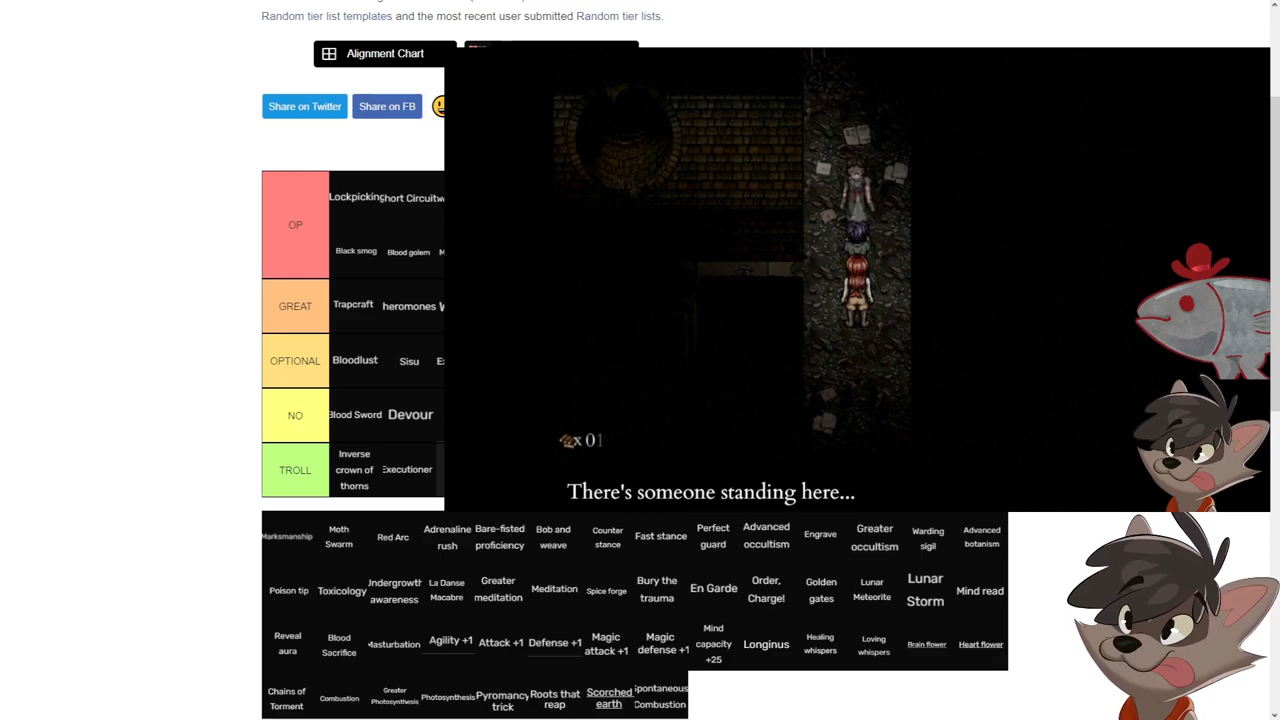 Random tier list templates and the most recent user submitted Random tier lists.
Alignment Chart
Share on Twitter
Share on FB
OP
Lockpicking
Short Circuit
Black smog
Blood golem
GREAT
Trapcraft
heromones
OPTIONAL
Bloodlust
Sisu
NO
Blood Sword
Devour
TROLL
Inverse
crown of
thorns
Executioner
x 01
There's someone standing here...
Marksmanship
Moth
Swarm
Red Arc
Adrenaline
rush
Bare-fisted
proficiency
Bob and
weave
Counter
stance
Fast stance
Perfect
guard
Advanced
occultism
Engrave
Greater
occultism
Warding
sigil
Advanced
botanism
Poison tip
Toxicology
Undergrowth
awareness
La Danse
Macabre
Greater
meditation
Meditation
Spice forge
Bury the
trauma
En Garde
Order,
Charge!
Golden
gates
Lunar
Meteorite
Lunar
Storm
Mind read
Reveal
aura
Blood
Sacrifice
Masturbation
Agility +1
Attack +1
Defense +1
Magic
attack +1
Magic
defense +1
Mind
capacity
+25
Longinus
Healing
whispers
Loving
whispers
Brain flower
Heart flower
Chains of
Torment
Combustion
Greater
Photosynthesis
Photosynthesis
Pyromancy
trick
Roots that
reap
Scorched
earth
Spontaneous
Combustion